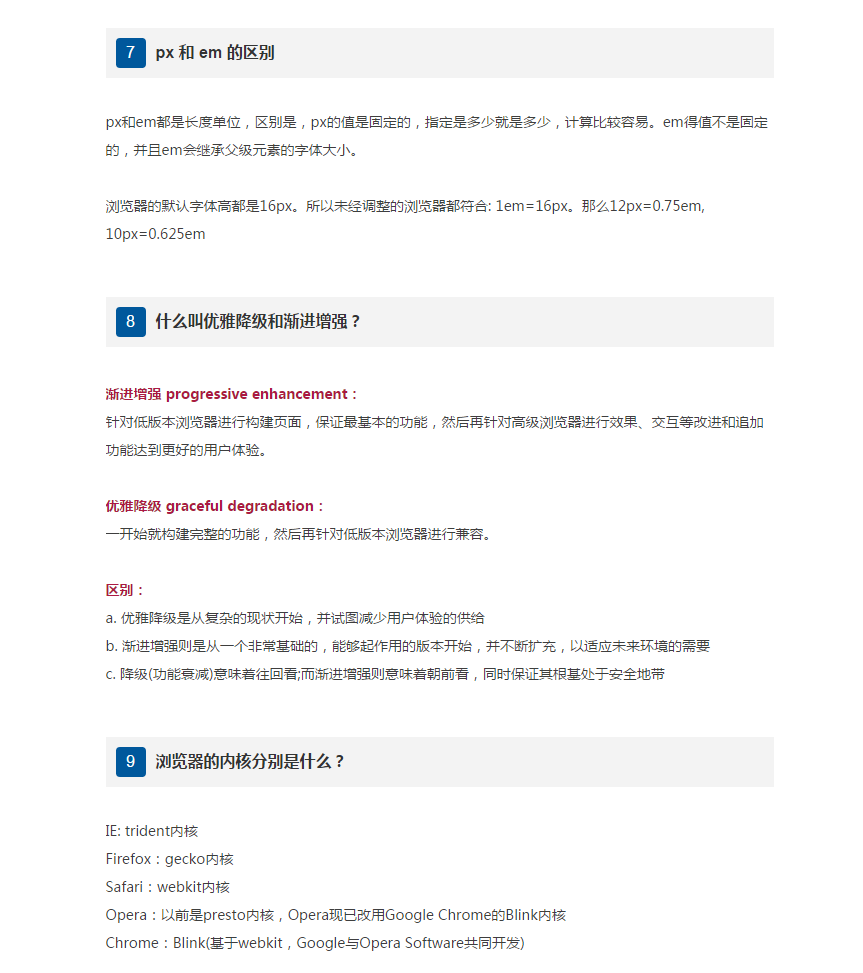 7 px 和 em 的区别
px和em都是长度单位，区别是，px的值是固定的，指定是多少就是多少，计算比较容易。em得值不是固定
的，并且em会继承父级元素的字体大小。
浏览器的默认字体高都是16px。所以未经调整的浏览器都符合: 1em=16px。那么12px=0.75em,
10px=0.625em
8 什么叫优雅降级和渐进增强？
渐进增强 progressive enhancement：
针对低版本浏览器进行构建页面，保证最基本的功能，然后再针对高级浏览器进行效果、交互等改进和追加
功能达到更好的用户体验。
优雅降级 graceful degradation：
一开始就构建完整的功能，然后再针对低版本浏览器进行兼容。
区别：
a. 优雅降级是从复杂的现状开始，并试图减少用户体验的供给
b. 渐进增强则是从一个非常基础的，能够起作用的版本开始，并不断扩充，以适应未来环境的需要
c. 降级(功能衰减)意味着往回看;而渐进增强则意味着朝前看，同时保证其根基处于安全地带
9 浏览器的内核分别是什么？
IE: trident内核
Firefox：gecko内核
Safari：webkit内核
Opera：以前是presto内核，Opera现已改用Google Chrome的Blink内核
Chrome：Blink(基于webkit，Google与Opera Software共同开发)